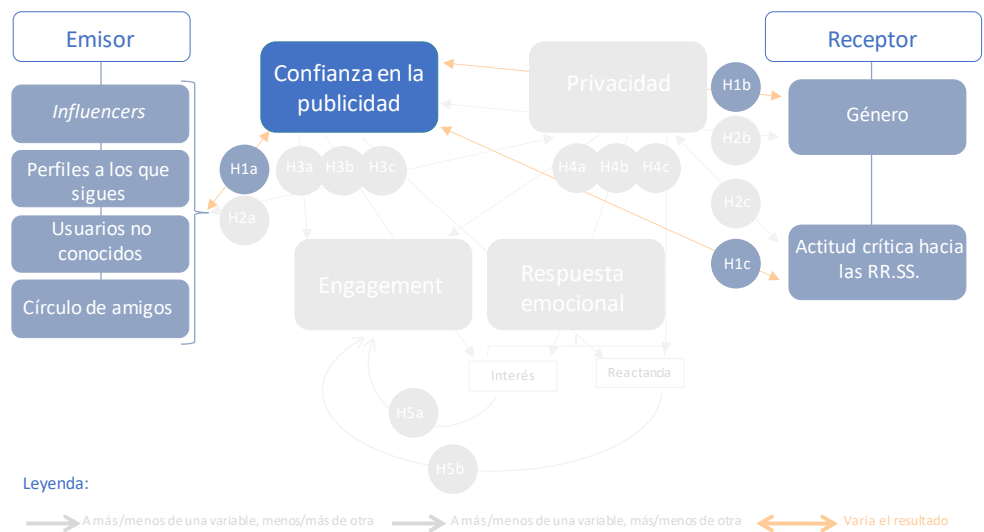 Emisor
Influencers
Perfiles a los que
sigues
Usuarios no
conocidos
Círculo de amigos
H1a
H2a
Confianza en la
publicidad
Privacidad
H3a
H3b
H3c
H4a
H4b
H4c
Engagement
Respuesta
emocional
Interés
Reactancia
H5a
H5b
Receptor
H1b
H2b
H2c
H1c
Género
Actitud crítica hacia
las RR.SS.
Leyenda:
A más/menos de una variable, menos/más de otra
A más/menos de una variable, más/menos de otra
Varia el resultado